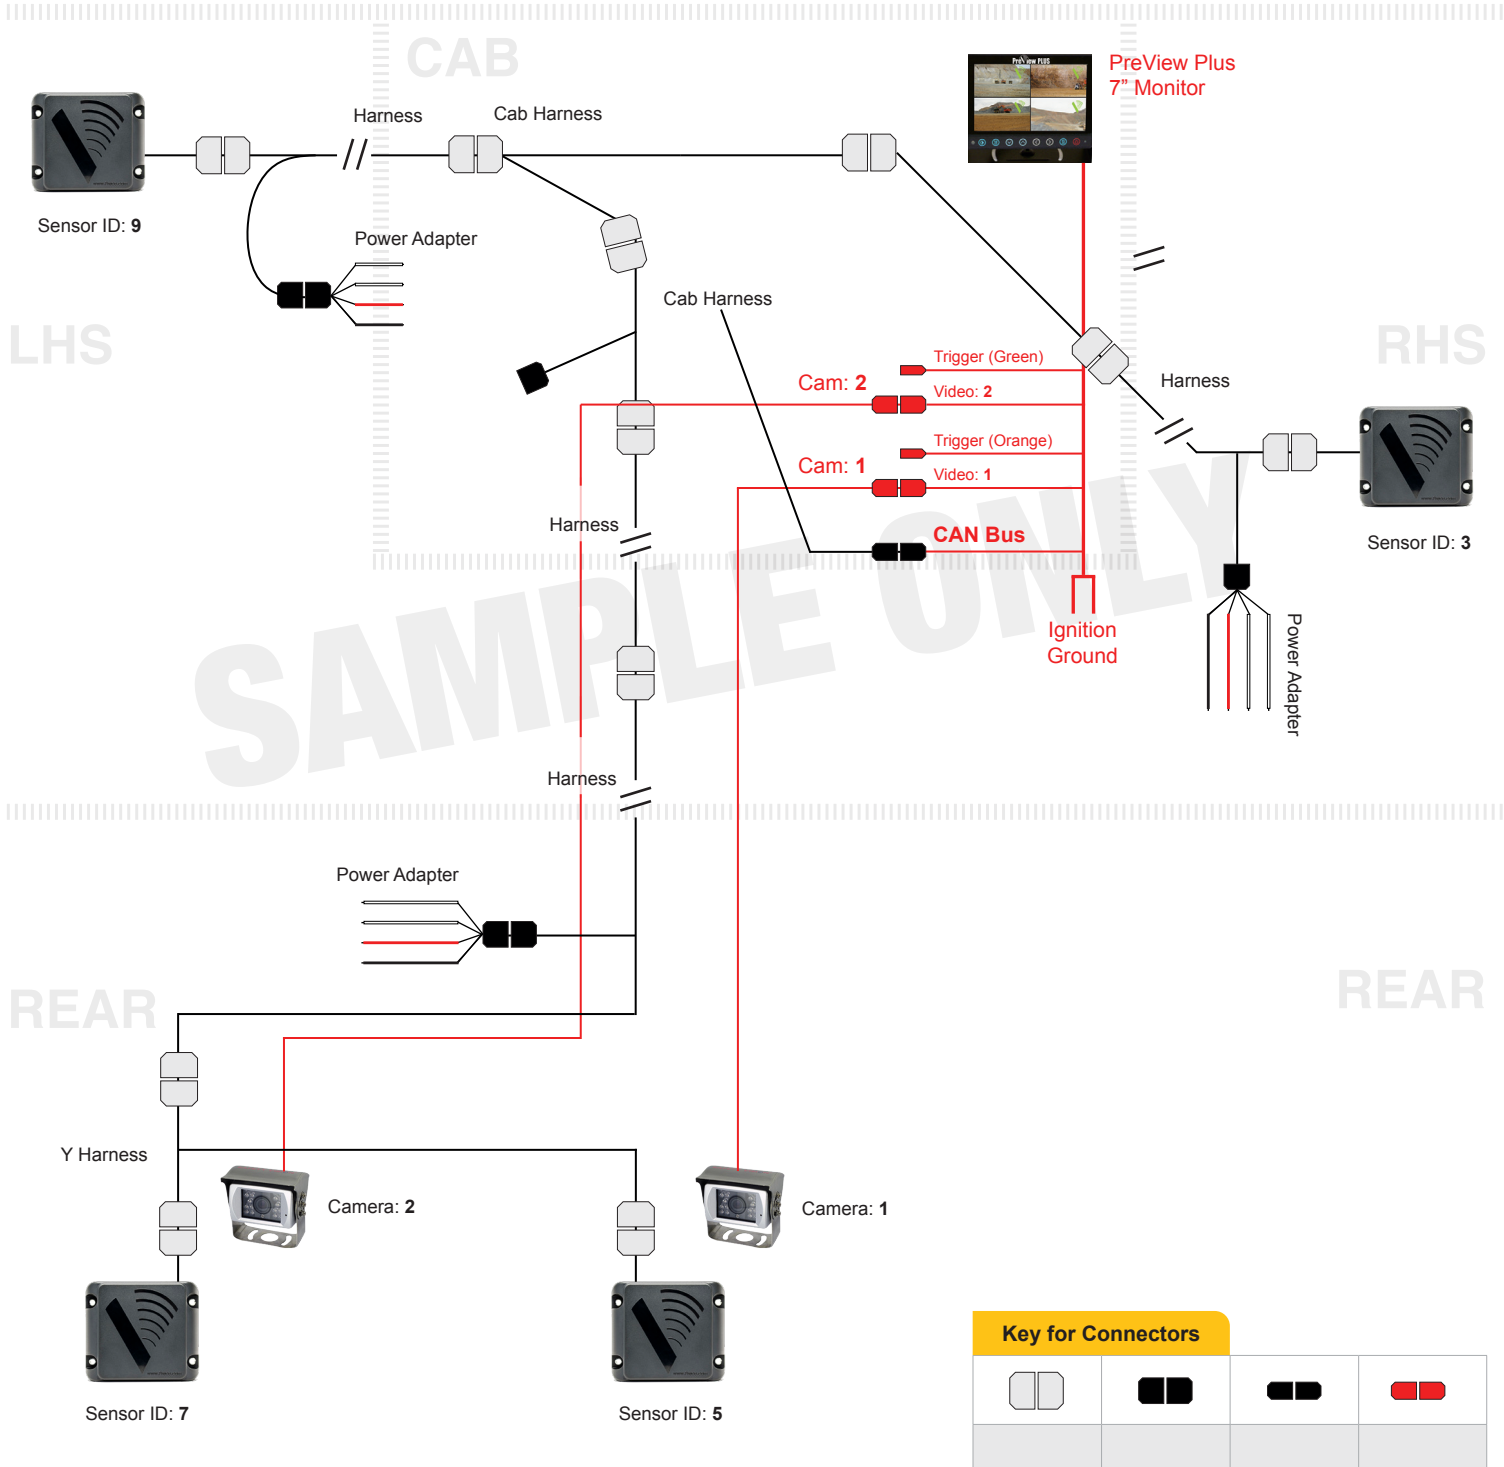 CAB
PreView PLUS
PreView Plus
7” Monitor
Harness
Cab Harness
Sensor ID: 9
Power Adapter
Cab Harness
LHS
RHS
Trigger (Green)
Cam: 2
Video: 2
Harness
Trigger (Orange)
Cam: 1
Video: 1
Harness
CAN Bus
Sensor ID: 3
SAMPLE ONLY
Ignition
Ground
Power Adapter
Harness
Power Adapter
REAR
REAR
Y Harness
Camera: 2
Camera: 1
Key for Connectors
Sensor ID: 7
Sensor ID: 5